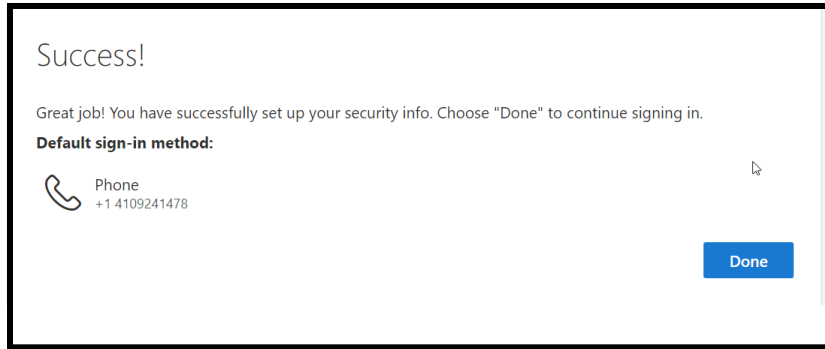 Success!
Great job! You have successfully set up your security info. Choose "Done" to continue signing in.
Default sign-in method:
Phone
+1 4109241478
Done